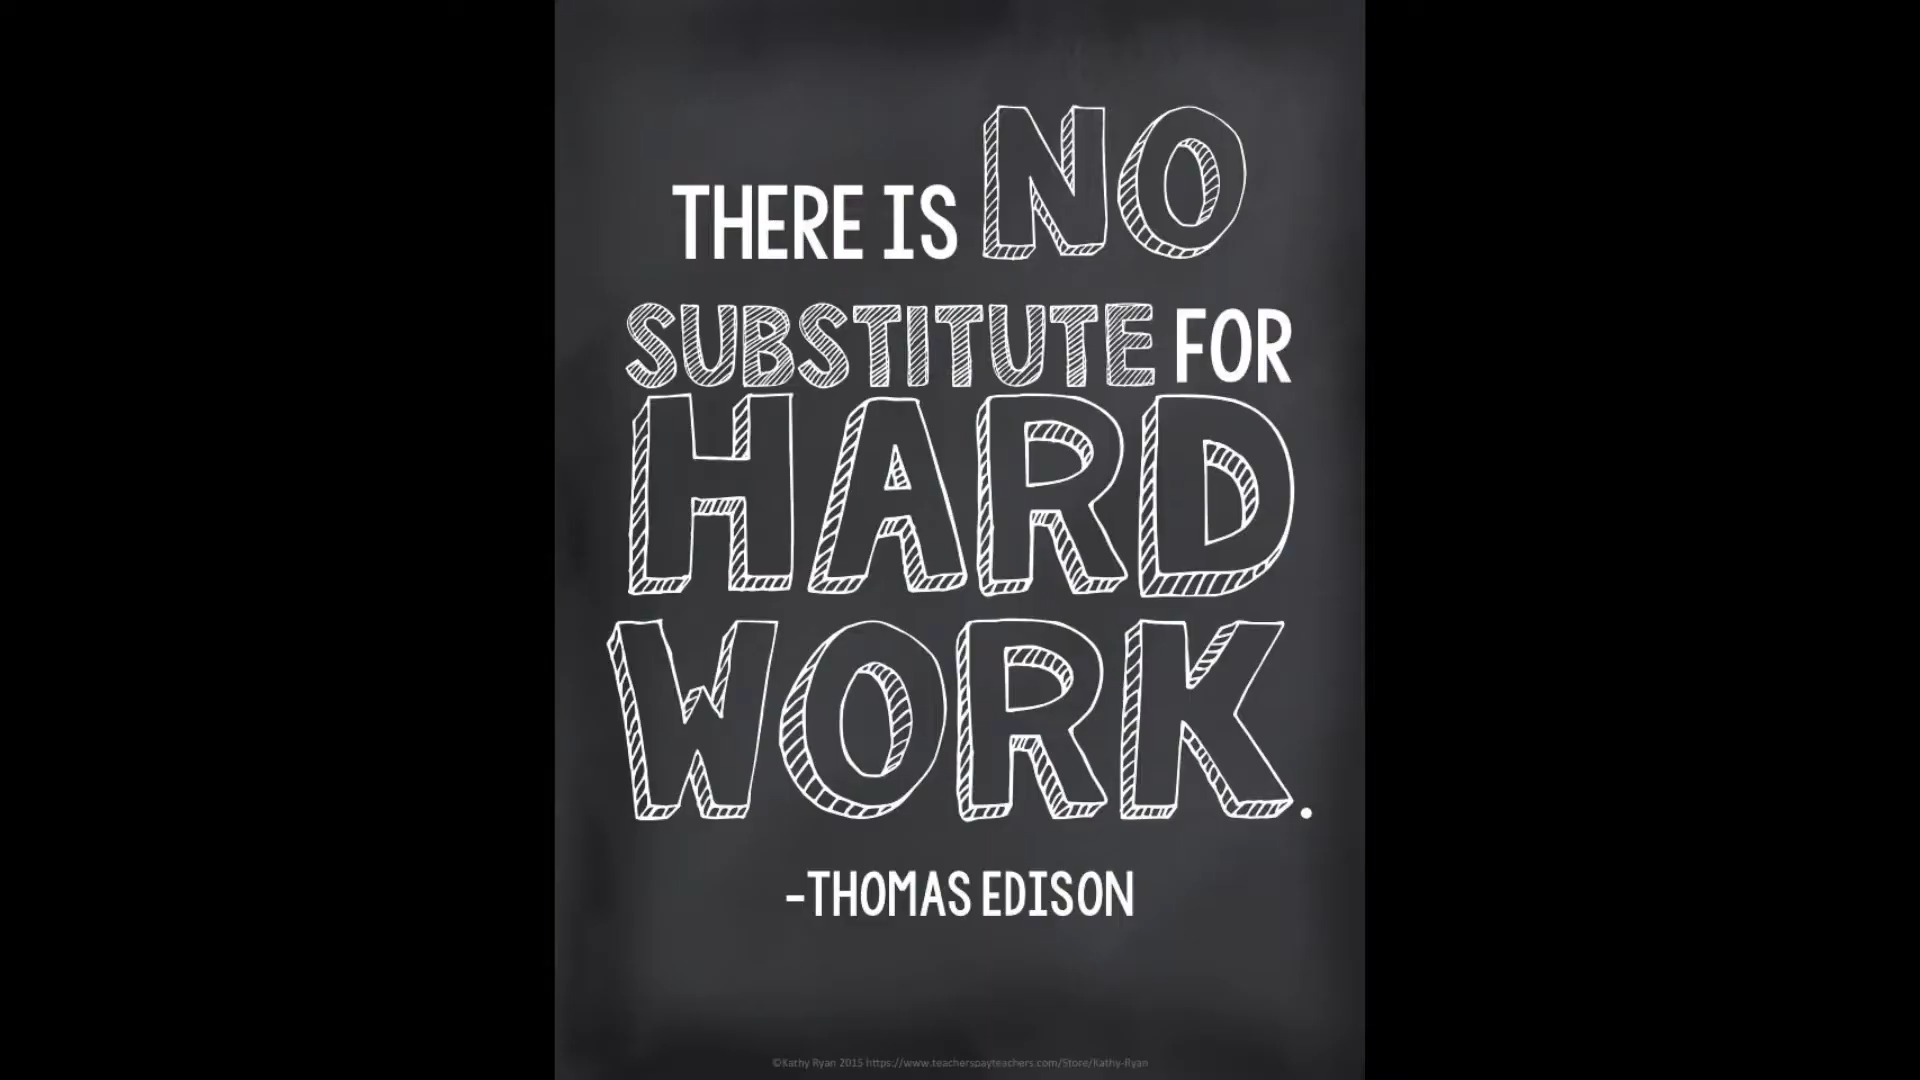 THERE IS NO
SUBSTITUTE FOR
HARD
WORK.
-THOMAS EDISON
©Kathy Ryan 2015 https://www.teacherspayteachers.com/Store/Kathy-Ryan